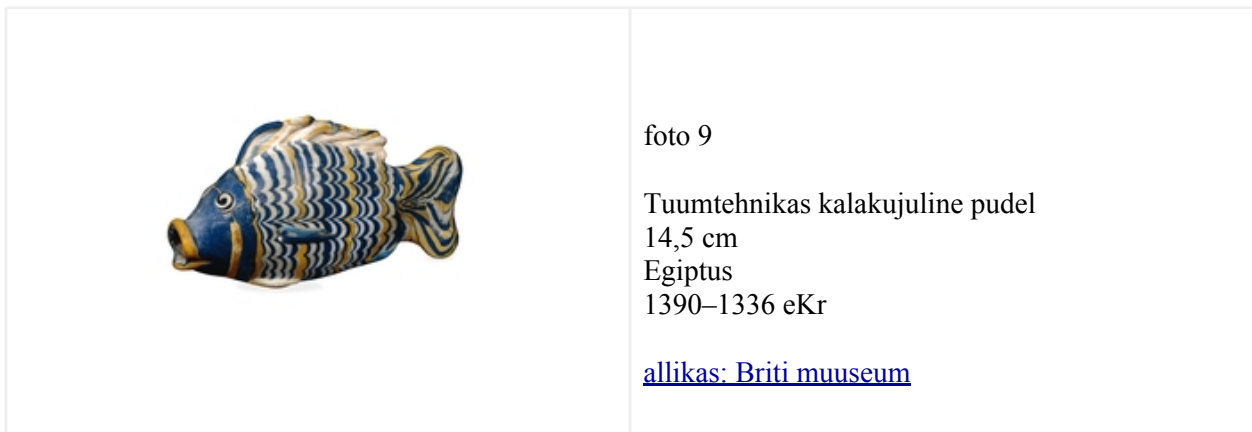 foto 9
Tuumtehnikas kalakujuline pudel
14,5 cm
Egiptus
1390–1336 eKr
allikas: Briti muuseum